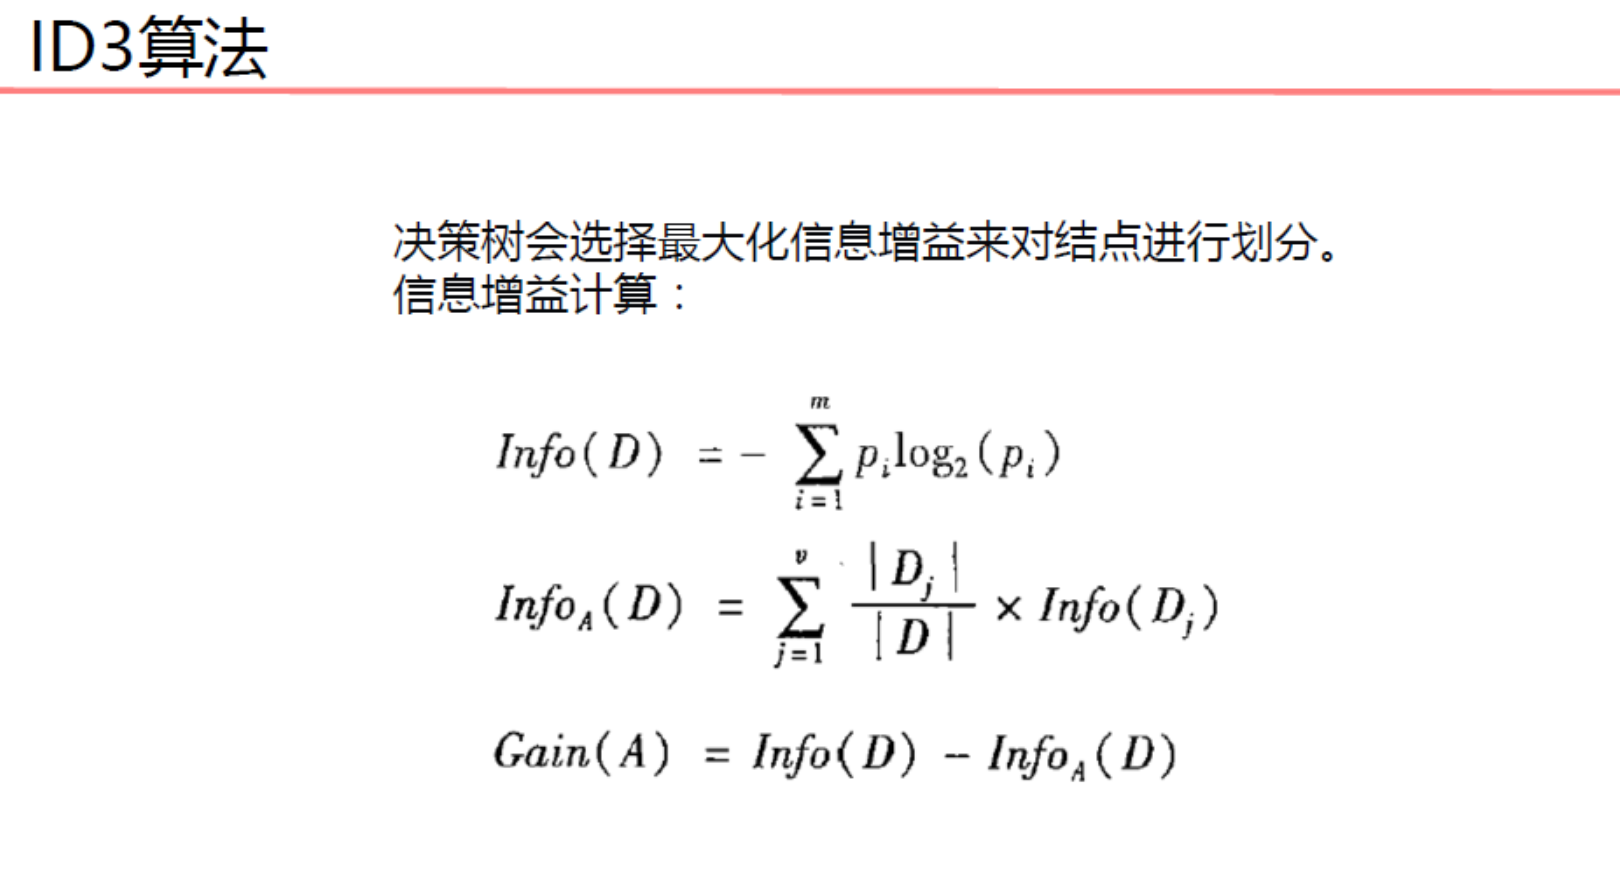 ID3算法
决策树会选择最大化信息增益来对结点进行划分。
信息增益计算：
Info(D) = - ∑_{i=1}^{m} p_i log_2(p_i)
Info_A(D) = ∑_{j=1}^{v} |D_j| / |D| × Info(D_j)
Gain(A) = Info(D) - Info_A(D)